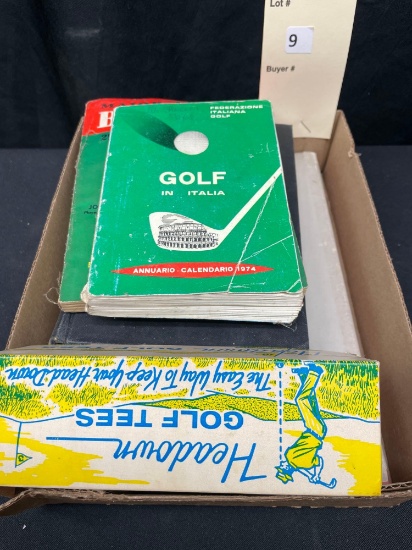 Lot #
9
Buyer #
FEDERAZIONE
ITALIANA
GOLF
GOLF
IN ITALIA
ANNUARIO - CALENDARIO 1974
Headown
GOLF TEES
The Easy Way To Keep Your Head Down